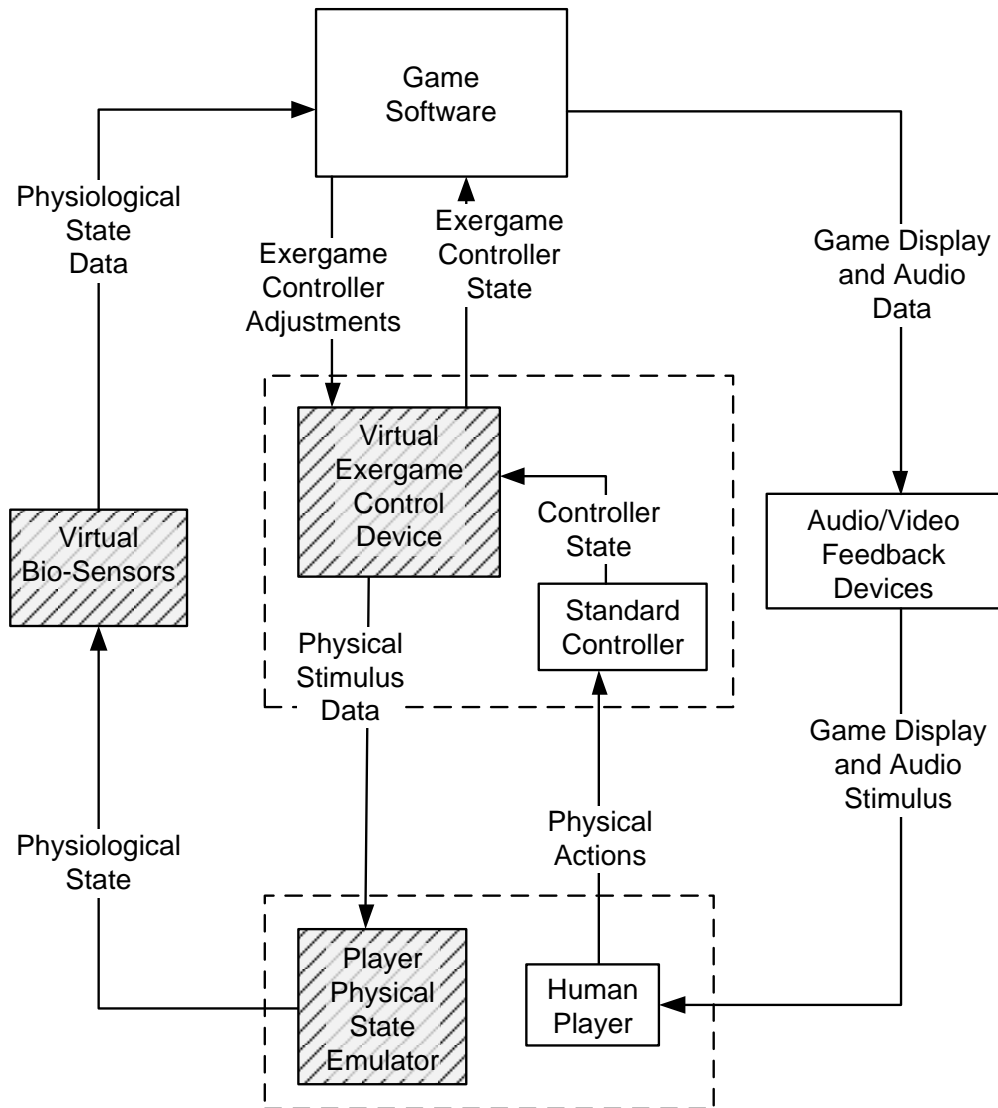 Game
Software
Physiological
State
Data
Exergame
Controller
Adjustments
Exergame
Controller
State
Game Display
and Audio
Data
Virtual
Exergame
Control
Device
Controller
State
Standard
Controller
Virtual
Bio-Sensors
Audio/Video
Feedback
Devices
Physical
Stimulus
Data
Game Display
and Audio
Stimulus
Physiological
State
Physical
Actions
Player
Physical
State
Emulator
Human
Player